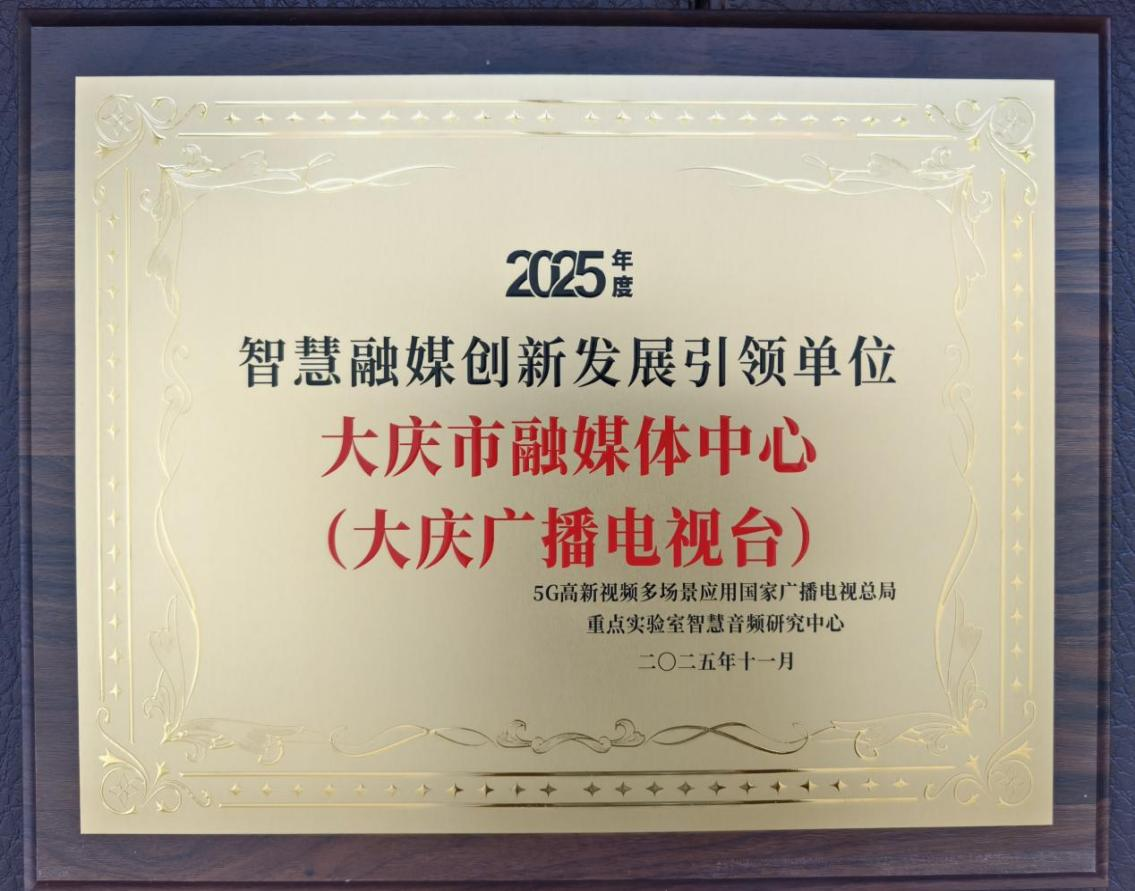 2025年度
智慧融媒创新发展引领单位
大庆市融媒体中心
（大庆广播电视台）
5G高新视频多场景应用国家广播电视总局
重点实验室智慧音频研究中心
二〇二五年十一月